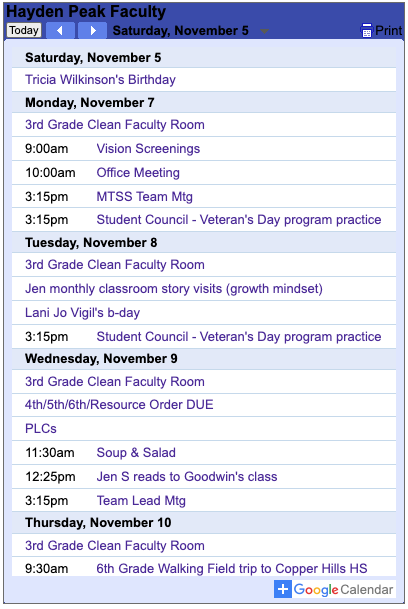 Hayden Peak Faculty
Today Saturday, November 5 Print
Saturday, November 5
Tricia Wilkinson's Birthday
Monday, November 7
3rd Grade Clean Faculty Room
9:00am Vision Screenings
10:00am Office Meeting
3:15pm MTSS Team Mtg
3:15pm Student Council - Veteran's Day program practice
Tuesday, November 8
3rd Grade Clean Faculty Room
Jen monthly classroom story visits (growth mindset)
Lani Jo Vigil's b-day
3:15pm Student Council - Veteran's Day program practice
Wednesday, November 9
3rd Grade Clean Faculty Room
4th/5th/6th/Resource Order DUE
PLCs
11:30am Soup & Salad
12:25pm Jen S reads to Goodwin's class
3:15pm Team Lead Mtg
Thursday, November 10
3rd Grade Clean Faculty Room
9:30am 6th Grade Walking Field trip to Copper Hills HS
Google Calendar